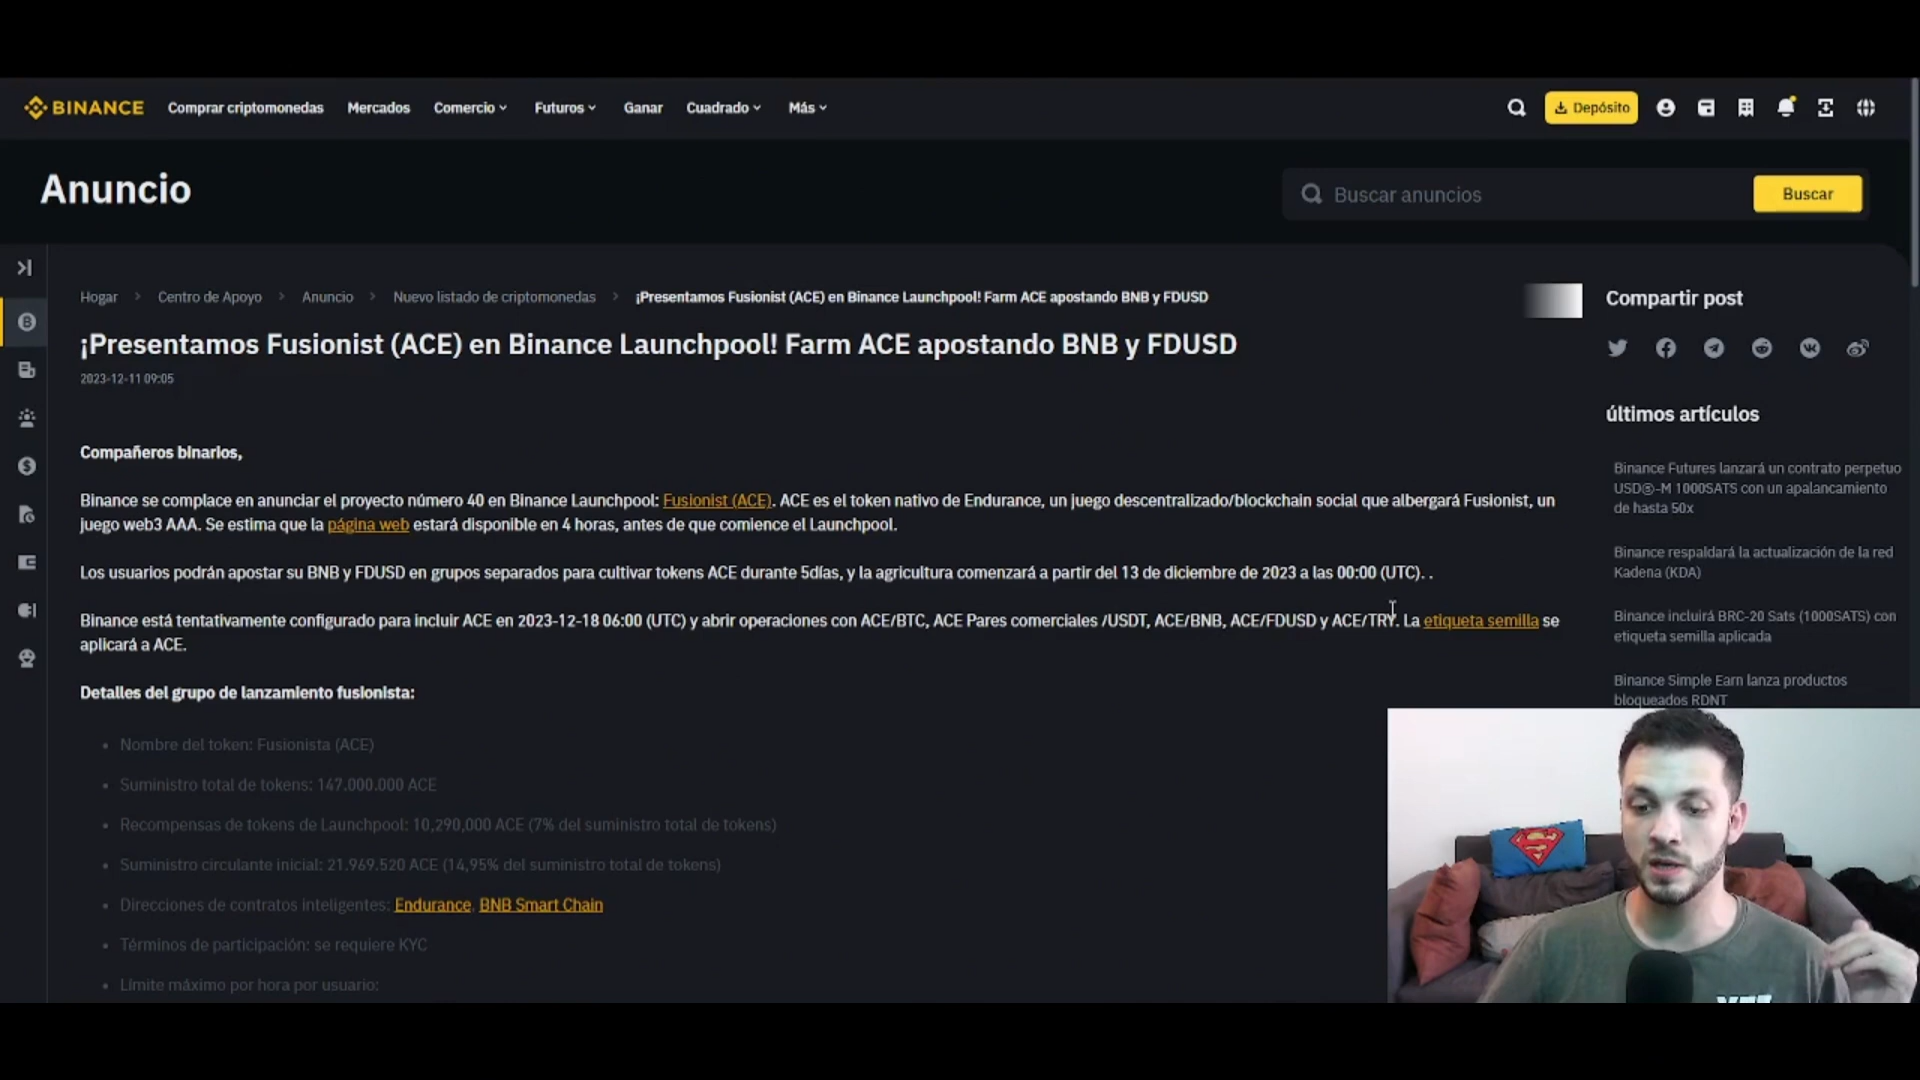 BINANCE Comprar criptomonedas Mercados Comercio Futuros Ganar Cuadrado Más Depósito
Anuncio
Buscar anuncios Buscar
Hogar > Centro de Apoyo > Anuncio > Nuevo listado de criptomonedas > ¡Presentamos Fusionist (ACE) en Binance Launchpool! Farm ACE apostando BNB y FDUSD
¡Presentamos Fusionist (ACE) en Binance Launchpool! Farm ACE apostando BNB y FDUSD
2023-12-11 09:05
Compañeros binarios,
Binance se complace en anunciar el proyecto número 40 en Binance Launchpool: Fusionist (ACE). ACE es el token nativo de Endurance, un juego descentralizado/blockchain social que albergará Fusionist, un
juego web3 AAA. Se estima que la página web estará disponible en 4 horas, antes de que comience el Launchpool.
Los usuarios podrán apostar su BNB y FDUSD en grupos separados para cultivar tokens ACE durante 5días, y la agricultura comenzará a partir del 13 de diciembre de 2023 a las 00:00 (UTC). .
Binance está tentativamente configurado para incluir ACE en 2023-12-18 06:00 (UTC) y abrir operaciones con ACE/BTC, ACE Pares comerciales /USDT, ACE/BNB, ACE/FDUSD y ACE/TRY. La etiqueta semilla se
aplicará a ACE.
Detalles del grupo de lanzamiento fusionista:
• Nombre del token: Fusionista (ACE)
• Suministro total de tokens: 147.000.000 ACE
• Recompensas de tokens de Launchpool: 10,290,000 ACE (7% del suministro total de tokens)
• Suministro circulante inicial: 21.969.520 ACE (14,95% del suministro total de tokens)
• Direcciones de contratos inteligentes: Endurance, BNB Smart Chain
• Términos de participación: se requiere KYC
• Límite máximo por hora por usuario:
Compartir post
últimos artículos
Binance Futures lanzará un contrato perpetuo
USDⓈ-M 1000SATS con un apalancamiento
de hasta 50x
Binance respaldará la actualización de la red
Kadena (KDA)
Binance incluirá BRC-20 Sats (1000SATS) con
etiqueta semilla aplicada
Binance Simple Earn lanza productos
bloqueados RDNT